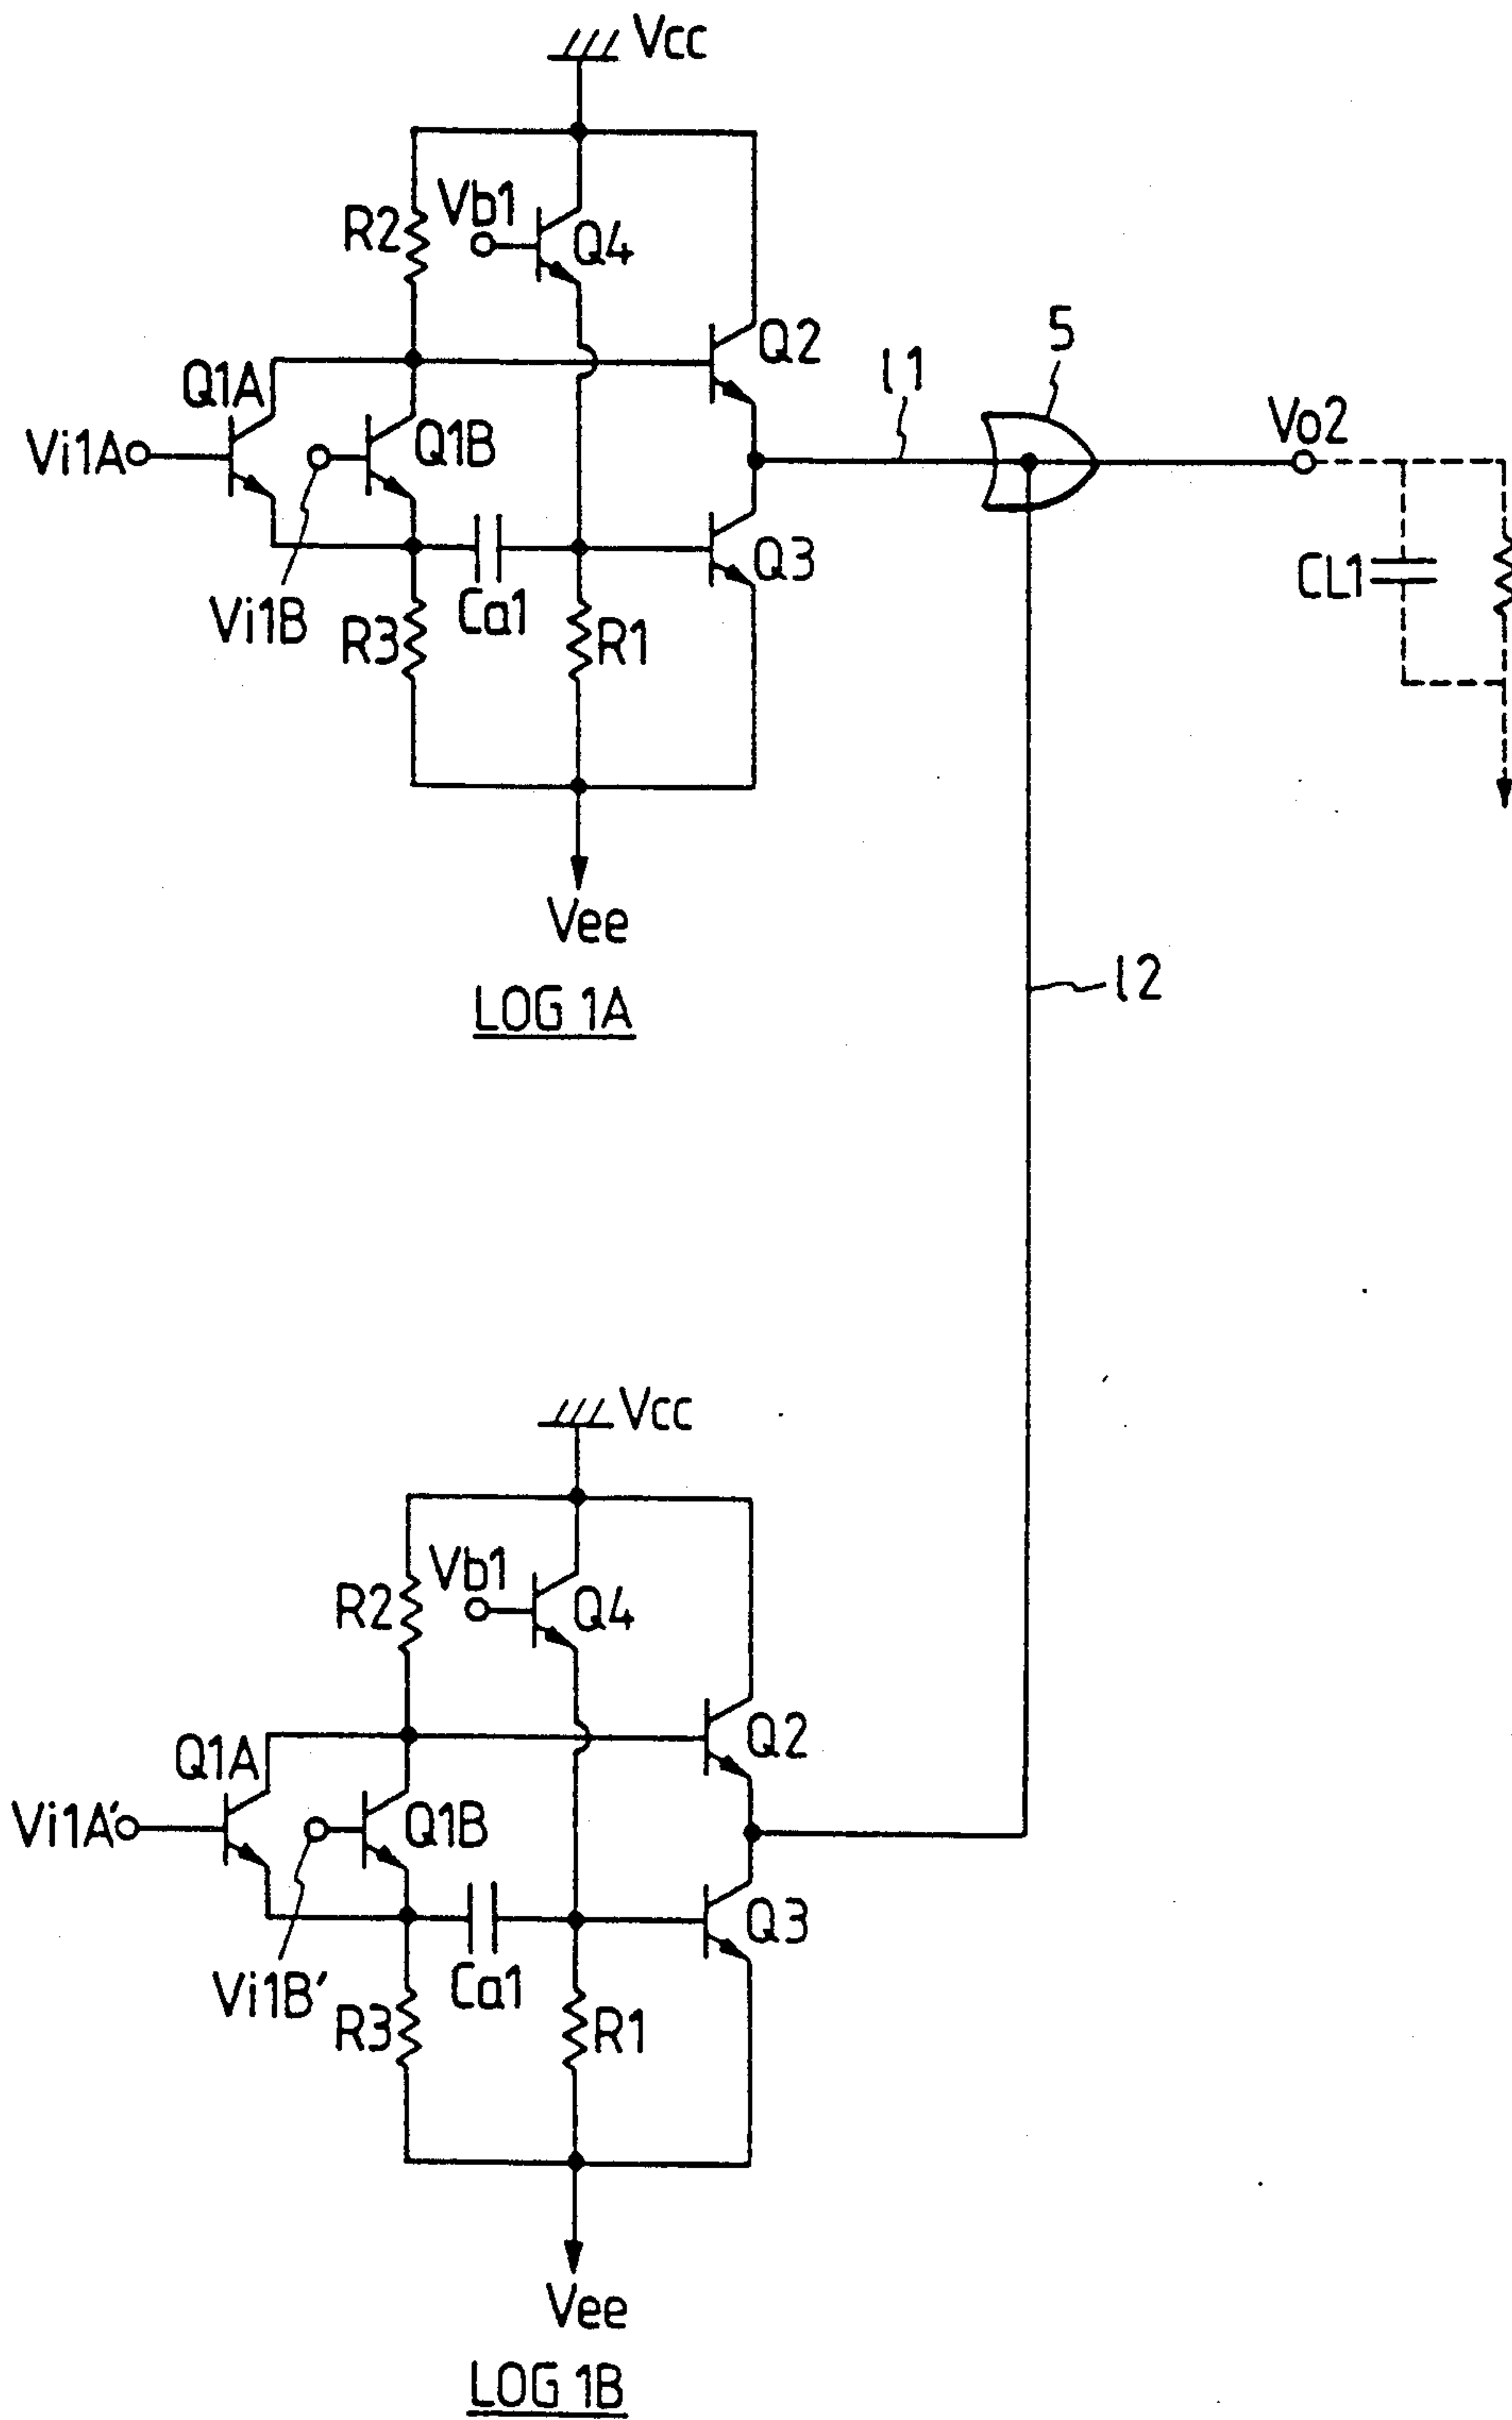 Vcc
Vb1
R2
Q4
Q2
5
l1
Vo2
Q1A
Q1B
Vi1A
Q3
CL1
Vi1B
Ca1
R3
R1
Vee
l2
LOG 1A
Vcc
Vb1
R2
Q4
Q2
Q1A
Q1B
Vi1A'
Q3
Vi1B'
Ca1
R3
R1
Vee
LOG 1B